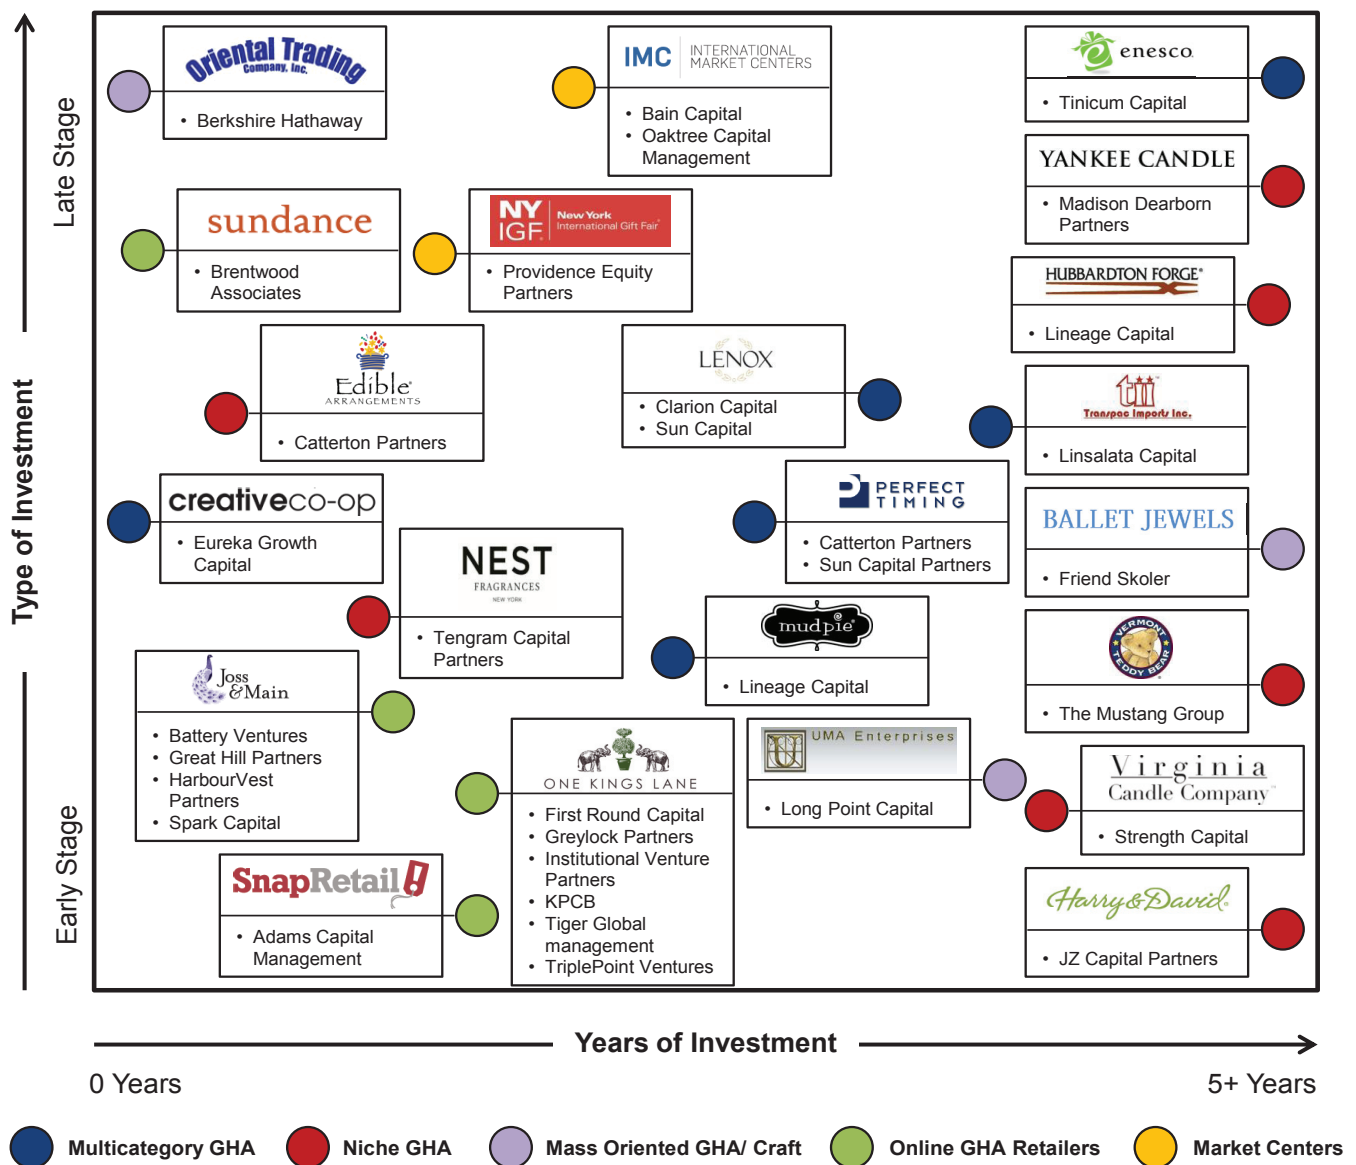 Oriental Trading
Company, Inc.
• Berkshire Hathaway
IMC
INTERNATIONAL
MARKET CENTERS
• Bain Capital
• Oaktree Capital
Management
enesco.
• Tinicum Capital
YANKEE CANDLE
• Madison Dearborn
Partners
sundance
• Brentwood
Associates
NY
IGF
New York
International Gift Fair®
• Providence Equity
Partners
HUBBARDTON FORGE®
• Lineage Capital
Edible®
ARRANGEMENTS
• Catterton Partners
LENOX
• Clarion Capital
• Sun Capital
tii™
Transpac Imports Inc.
• Linsalata Capital
creativeco-op
• Eureka Growth
Capital
PERFECT
TIMING
• Catterton Partners
• Sun Capital Partners
BALLET JEWELS
• Friend Skoler
NEST
FRAGRANCES
NEW YORK
• Tengram Capital
Partners
mudpie®
• Lineage Capital
VERMONT
TEDDY BEAR
• The Mustang Group
Joss
&Main
• Battery Ventures
• Great Hill Partners
• HarbourVest
Partners
• Spark Capital
ONE KINGS LANE
• First Round Capital
• Greylock Partners
• Institutional Venture
Partners
• KPCB
• Tiger Global
management
• TriplePoint Ventures
U
UMA Enterprises
• Long Point Capital
Virginia
Candle Company™
• Strength Capital
SnapRetail
• Adams Capital
Management
Harry&David®
• JZ Capital Partners
Late Stage
Type of Investment
Early Stage
Years of Investment
0 Years
5+ Years
Multicategory GHA
Niche GHA
Mass Oriented GHA/ Craft
Online GHA Retailers
Market Centers